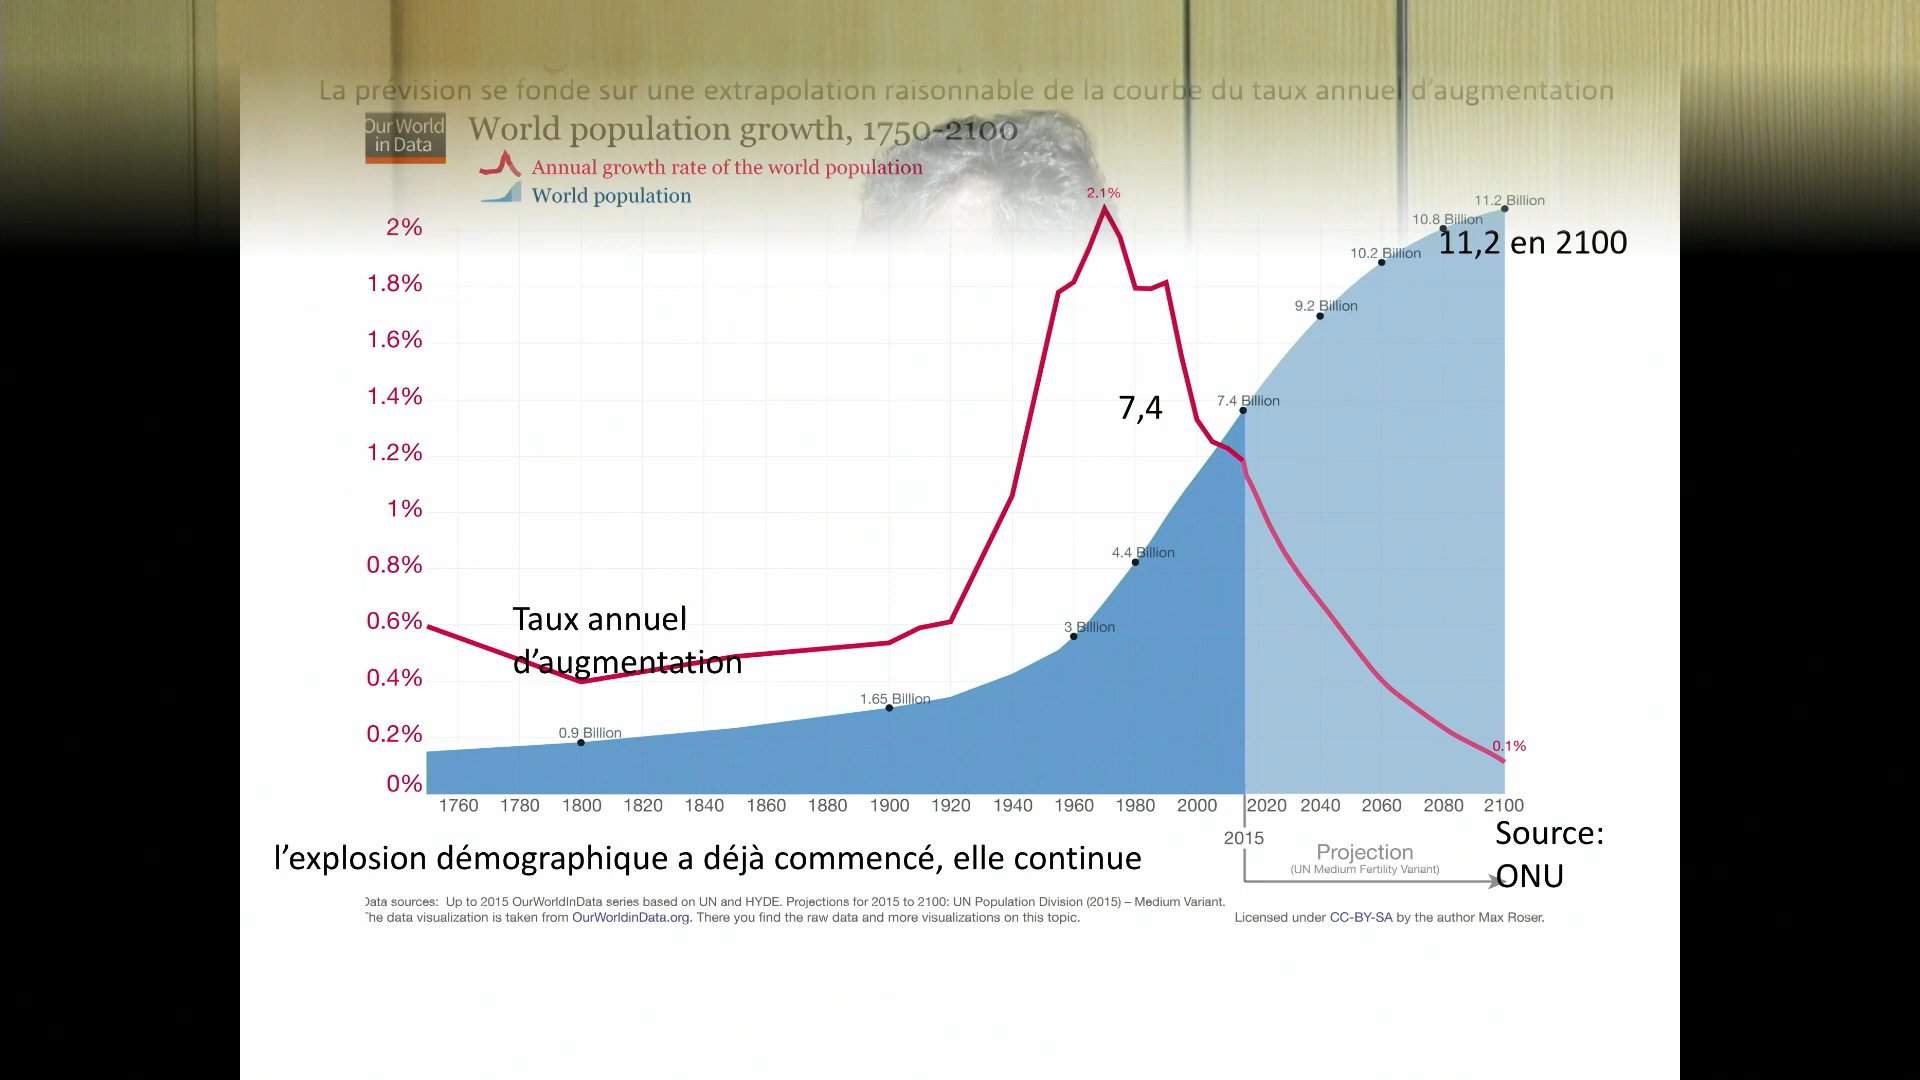 La prévision se fonde sur une extrapolation raisonnable de la courbe du taux annuel d'augmentation
Our World
in Data
World population growth, 1750-2100
Annual growth rate of the world population
World population
2.1%
11.2 Billion
10.8 Billion
11,2 en 2100
10.2 Billion
9.2 Billion
7,4
7.4 Billion
4.4 Billion
3 Billion
1.65 Billion
0.9 Billion
0.1%
2%
1.8%
1.6%
1.4%
1.2%
1%
0.8%
0.6%
0.4%
0.2%
0%
Taux annuel
d'augmentation
1760 1780 1800 1820 1840 1860 1880 1900 1920 1940 1960 1980 2000 2020 2040 2060 2080 2100
2015
Projection
(UN Medium Fertility Variant)
Source:
ONU
l'explosion démographique a déjà commencé, elle continue
Data sources: Up to 2015 OurWorldInData series based on UN and HYDE. Projections for 2015 to 2100: UN Population Division (2015) – Medium Variant.
The data visualization is taken from OurWorldinData.org. There you find the raw data and more visualizations on this topic.
Licensed under CC-BY-SA by the author Max Roser.